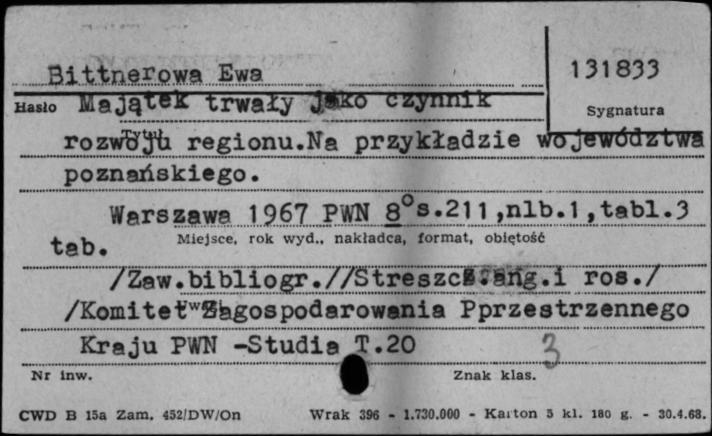 Bittnerowa Ewa
131833
Hasło Majątek trwały jako czynnik
Sygnatura
Tytuł
rozwoju regionu.Na przykładzie województwa
poznańskiego.
Warszawa 1967 PWN 8° s.211,nlb.1,tabl.3
Miejsce, rok wyd., nakładca, format, objętość
tab.
/Zaw.bibliogr.//Streszcz.ang.i ros./
/Komitet Zagospodarowania Pprzestrzennego
Kraju PWN -Studia T.20
3
Nr inw.
Znak klas.
CWD B 15a Zam. 452/DW/On Wrak 396 - 1.730.000 - Karton 5 kl. 180 g. - 30.4.68.